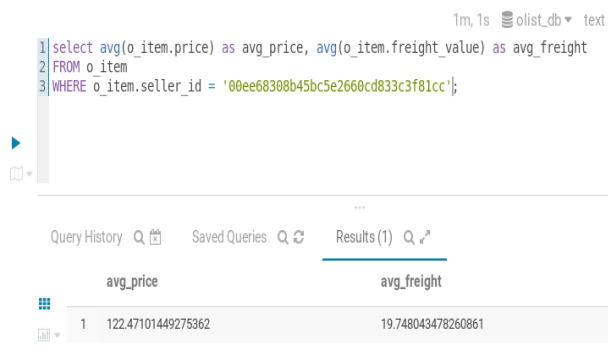 1m, 1s olist_db text
1 select avg(o_item.price) as avg_price, avg(o_item.freight_value) as avg_freight
2 FROM o_item
3 WHERE o_item.seller_id = '00ee68308b45bc5e2660cd833c3f81cc';
Query History Saved Queries Results (1)
avg_price avg_freight
1 122.47101449275362 19.748043478260861